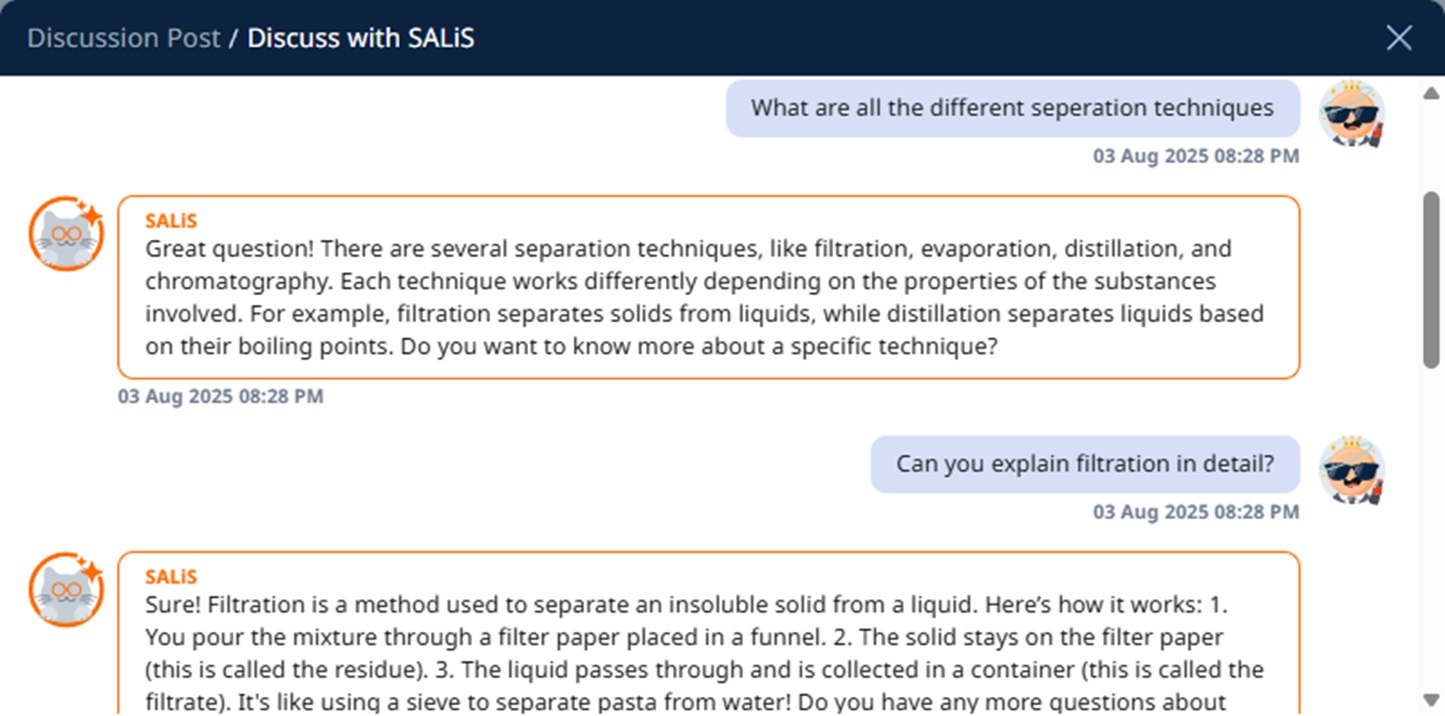 Discussion Post / Discuss with SALiS
What are all the different seperation techniques
03 Aug 2025 08:28 PM
SALiS
Great question! There are several separation techniques, like filtration, evaporation, distillation, and
chromatography. Each technique works differently depending on the properties of the substances
involved. For example, filtration separates solids from liquids, while distillation separates liquids based
on their boiling points. Do you want to know more about a specific technique?
03 Aug 2025 08:28 PM
Can you explain filtration in detail?
03 Aug 2025 08:28 PM
SALiS
Sure! Filtration is a method used to separate an insoluble solid from a liquid. Here’s how it works: 1.
You pour the mixture through a filter paper placed in a funnel. 2. The solid stays on the filter paper
(this is called the residue). 3. The liquid passes through and is collected in a container (this is called the
filtrate). It's like using a sieve to separate pasta from water! Do you have any more questions about